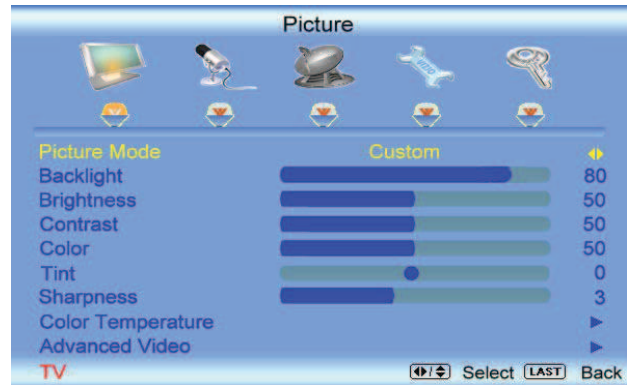 Picture
Picture Mode Custom
Backlight 80
Brightness 50
Contrast 50
Color 50
Tint 0
Sharpness 3
Color Temperature
Advanced Video
TV Select LAST Back